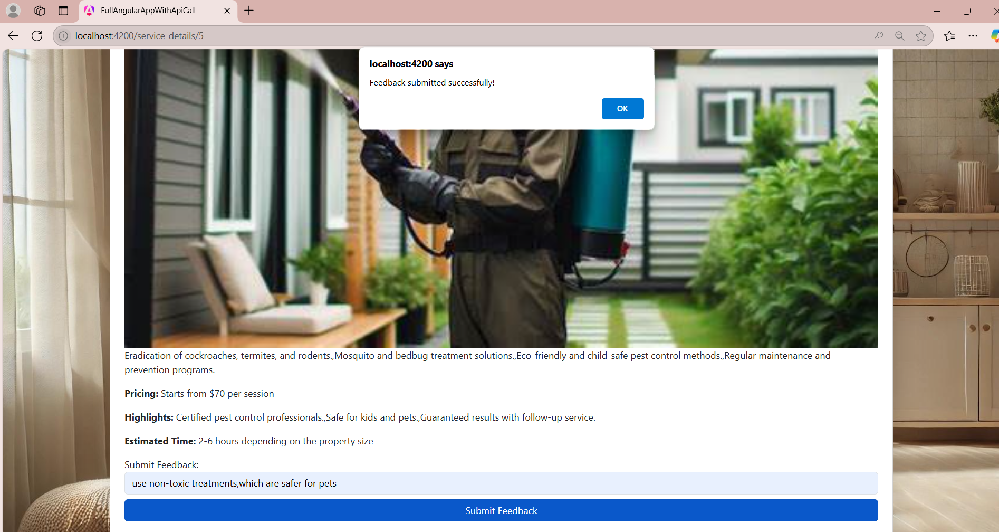 FullAngularAppWithApiCall
localhost:4200/service-details/5
localhost:4200 says
Feedback submitted successfully!
OK
Eradication of cockroaches, termites, and rodents.,Mosquito and bedbug treatment solutions.,Eco-friendly and child-safe pest control methods.,Regular maintenance and
prevention programs.
Pricing: Starts from $70 per session
Highlights: Certified pest control professionals.,Safe for kids and pets.,Guaranteed results with follow-up service.
Estimated Time: 2-6 hours depending on the property size
Submit Feedback:
use non-toxic treatments,which are safer for pets
Submit Feedback